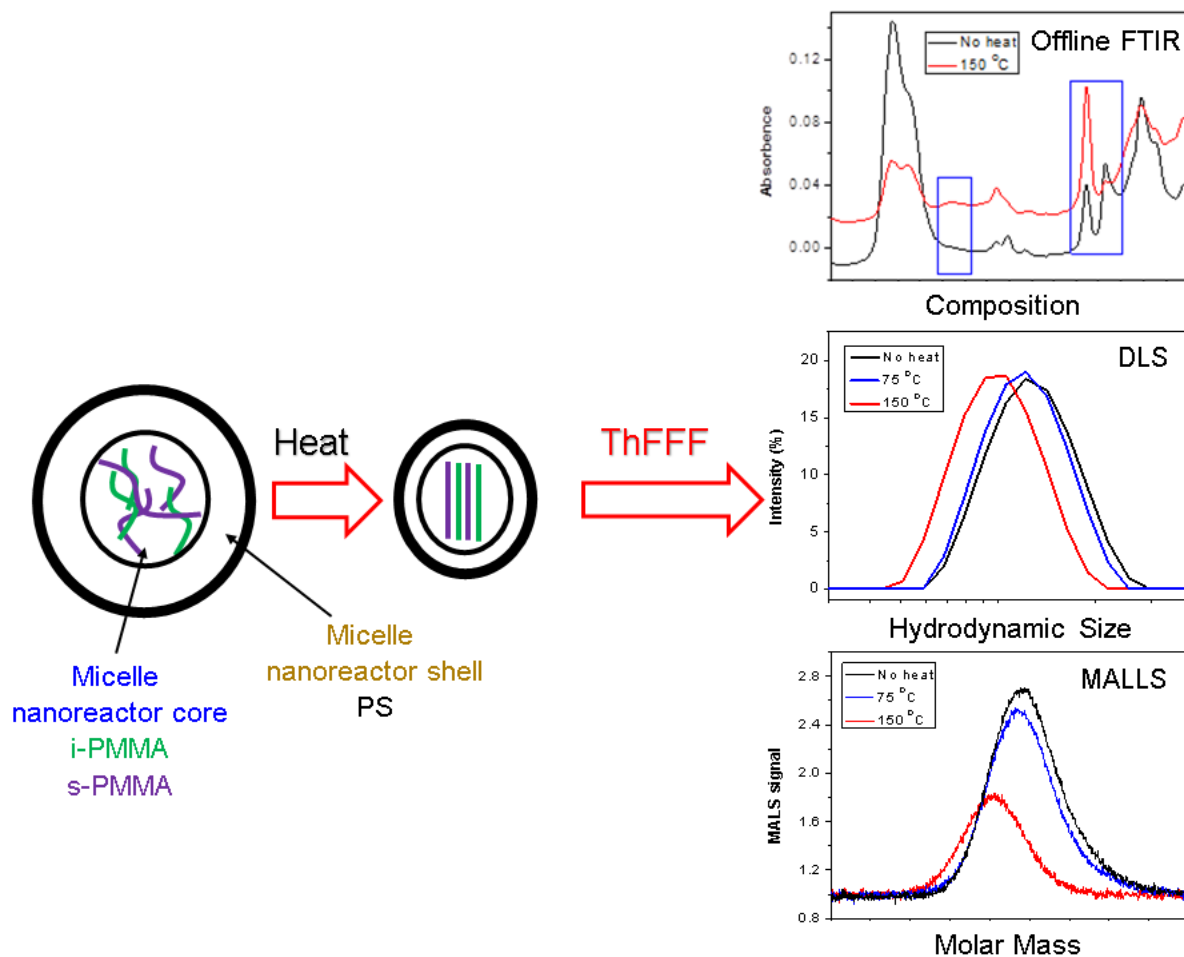 No heat
150 °C
Offline FTIR
0.12
0.08
0.04
0.00
Absorbence
Composition
No heat
75 °C
150 °C
DLS
20
15
10
5
0
Intensity (%)
Hydrodynamic Size
No heat
75 °C
150 °C
MALLS
2.8
2.4
2.0
1.6
1.2
0.8
MALS signal
Molar Mass
Heat
ThFFF
Micelle
nanoreactor core
i-PMMA
s-PMMA
Micelle
nanoreactor shell
PS